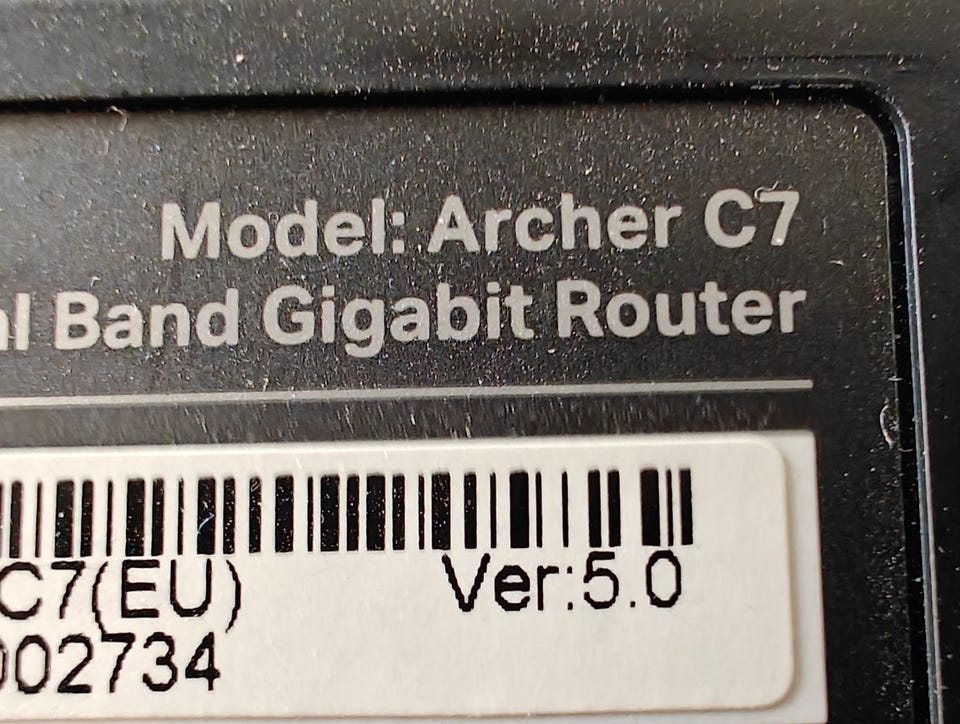 Model: Archer C7
Band Gigabit Router
C7(EU) Ver:5.0
002734